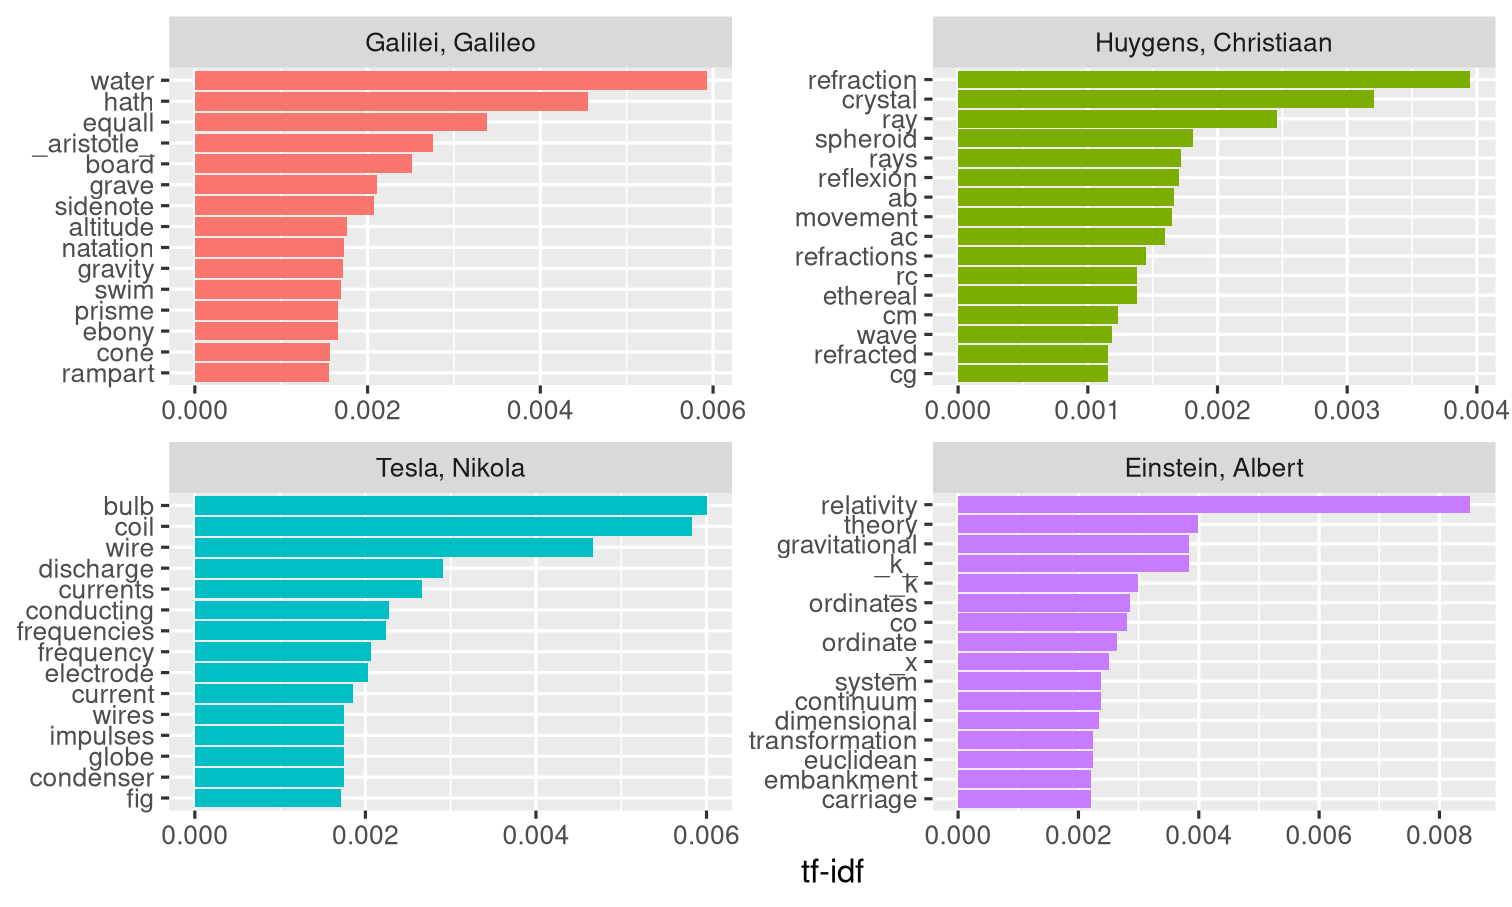 Galilei, Galileo
water
hath
equall
_aristotle_
board
grave
sidenote
altitude
natation
gravity
swim
prisme
ebony
cone
rampart
0.000 0.002 0.004 0.006
Huygens, Christiaan
refraction
crystal
ray
spheroid
rays
reflexion
ab
movement
ac
refractions
rc
ethereal
cm
wave
refracted
cg
0.000 0.001 0.002 0.003 0.004
Tesla, Nikola
bulb
coil
wire
discharge
currents
conducting
frequencies
frequency
electrode
current
wires
impulses
globe
condenser
fig
0.000 0.002 0.004 0.006
Einstein, Albert
relativity
theory
gravitational
_k_
_k
ordinates
co
ordinate
_x
system
continuum
dimensional
transformation
euclidean
embankment
carriage
0.000 0.002 0.004 0.006 0.008
tf-idf